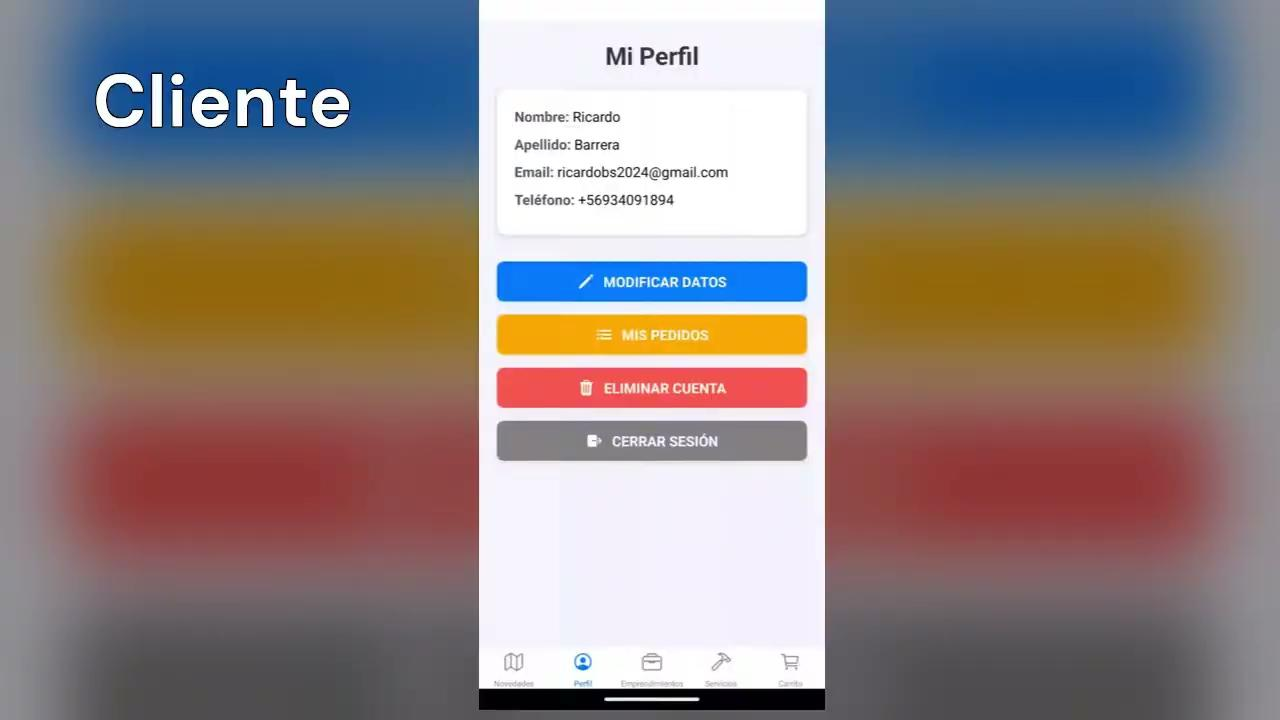 Cliente
Mi Perfil
Nombre: Ricardo
Apellido: Barrera
Email: ricardobs2024@gmail.com
Teléfono: +56934091894
MODIFICAR DATOS
MIS PEDIDOS
ELIMINAR CUENTA
CERRAR SESIÓN
Novedades Perfil Emprendimientos Servicios Carrito